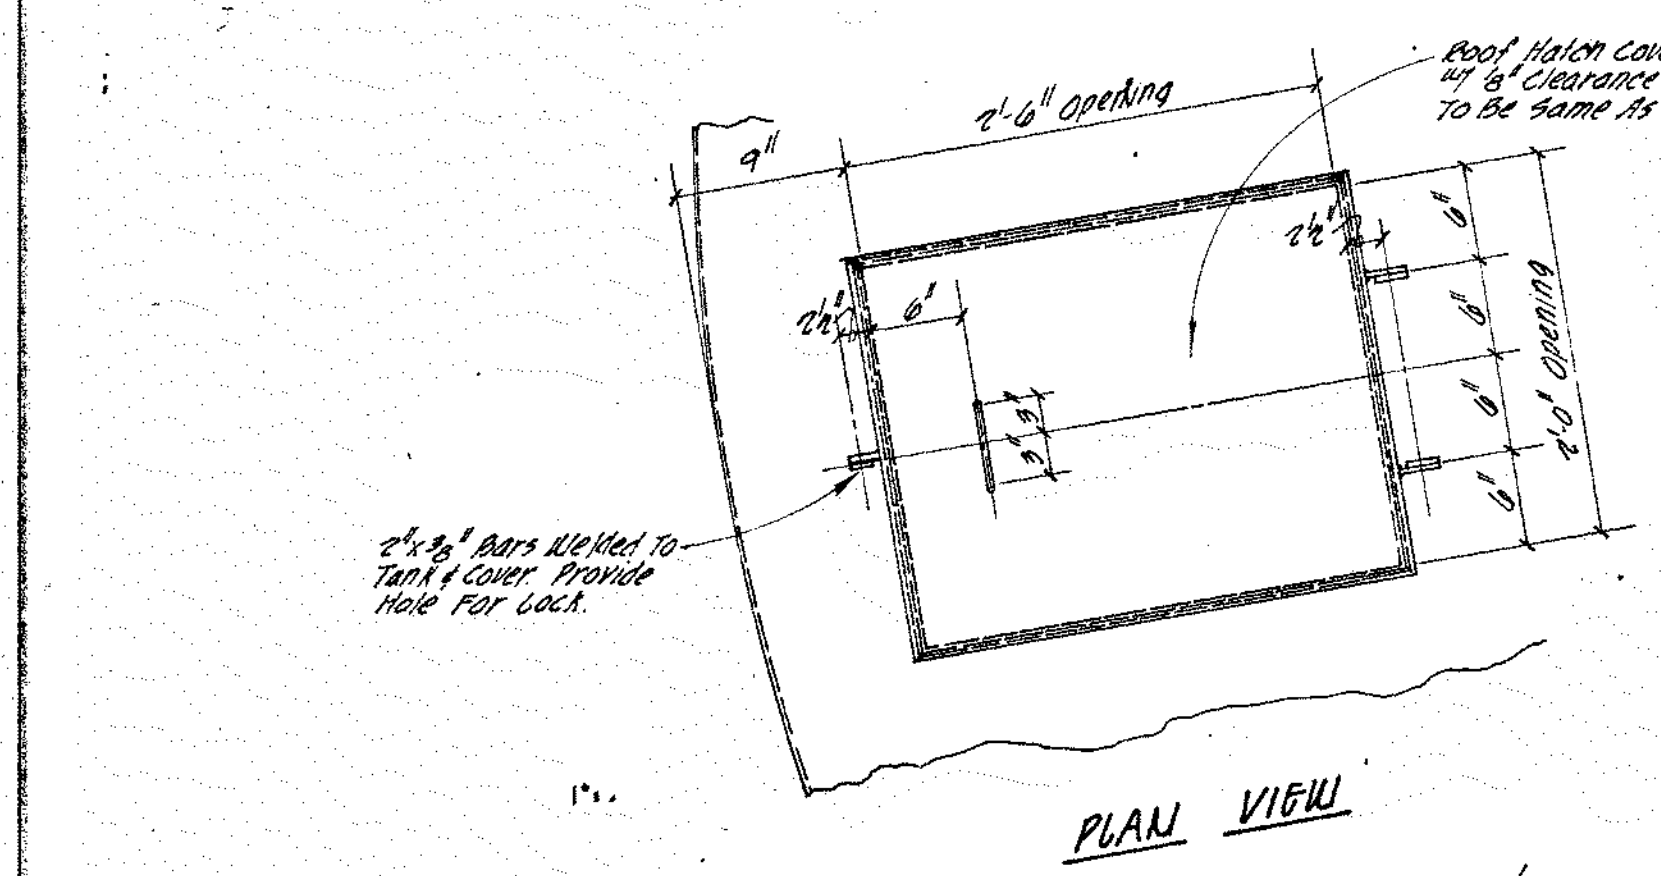 Roof Hatch Cov
w/ 1/8" Clearance
To Be Same As
2'-6" Opening
9"
2½"
6"
6"
2½"
6"
6"
2'-0" Opening
3"
3"
6"
6"
2"x3/8" Bars Welded To
Tank & Cover. Provide
Hole For Lock.
PLAN VIEW